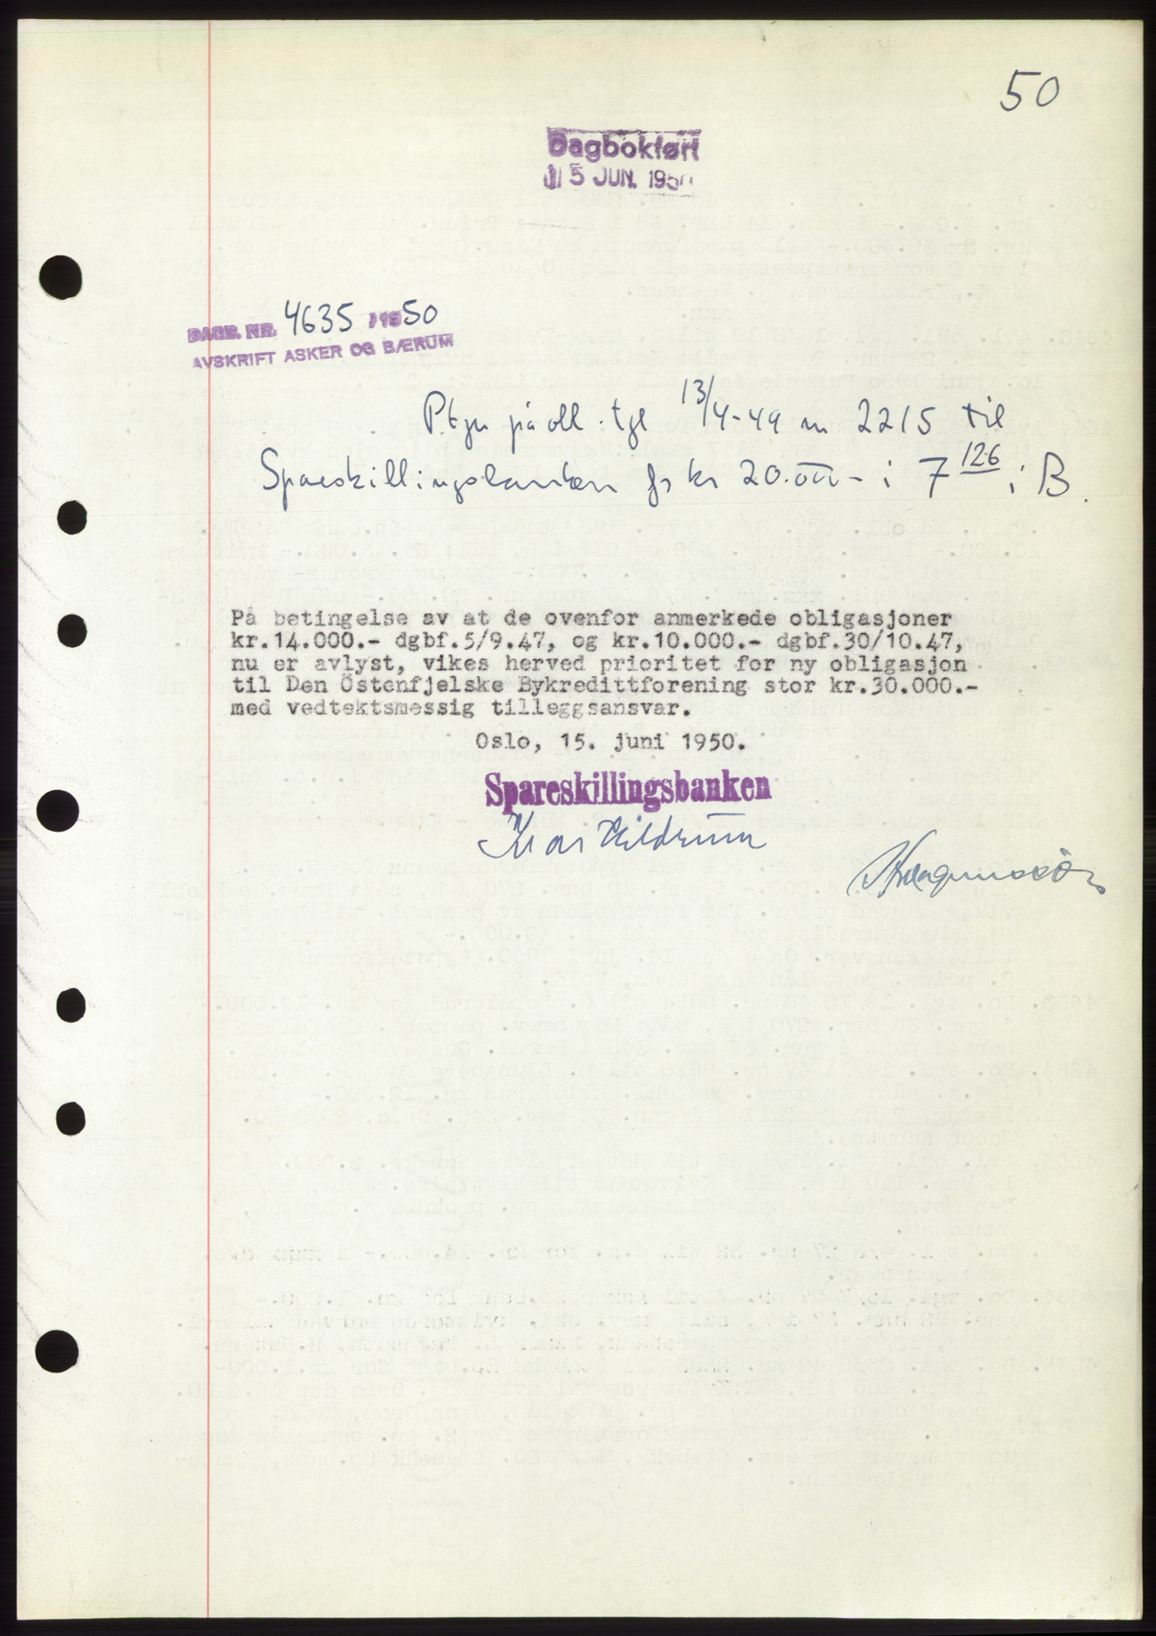 50
Dagbokført
15 JUN. 1950
DAGB. NR. 4635 /1950
AVSKRIFT ASKER OG BÆRUM
på obl. tgl 13/4-49 nr 2215 til
Spareskillingsbanken for kr 20.000- i 7 126 i B.
På betingelse av at de ovenfor anmerkede obligasjoner
kr.14.000.- dgbf.5/9.47, og kr.10.000.- dgbf.30/10.47,
nu er avlyst, vikes herved prioritet for ny obligasjon
til Den Östenfjelske Bykredittforening stor kr.30.000.-
med vedtektsmessig tilleggsansvar.
Oslo, 15. juni 1950.
Spareskillingsbanken
Hildrum